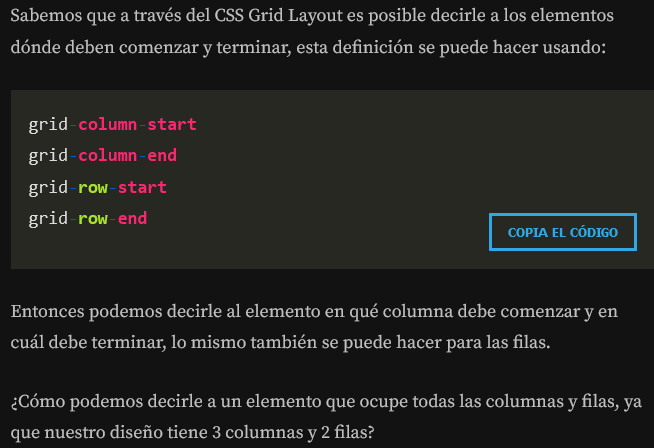 Sabemos que a través del CSS Grid Layout es posible decirle a los elementos
dónde deben comenzar y terminar, esta definición se puede hacer usando:
grid-column-start
grid-column-end
grid-row-start
grid-row-end
COPIA EL CÓDIGO
Entonces podemos decirle al elemento en qué columna debe comenzar y en
cuál debe terminar, lo mismo también se puede hacer para las filas.
¿Cómo podemos decirle a un elemento que ocupe todas las columnas y filas, ya
que nuestro diseño tiene 3 columnas y 2 filas?